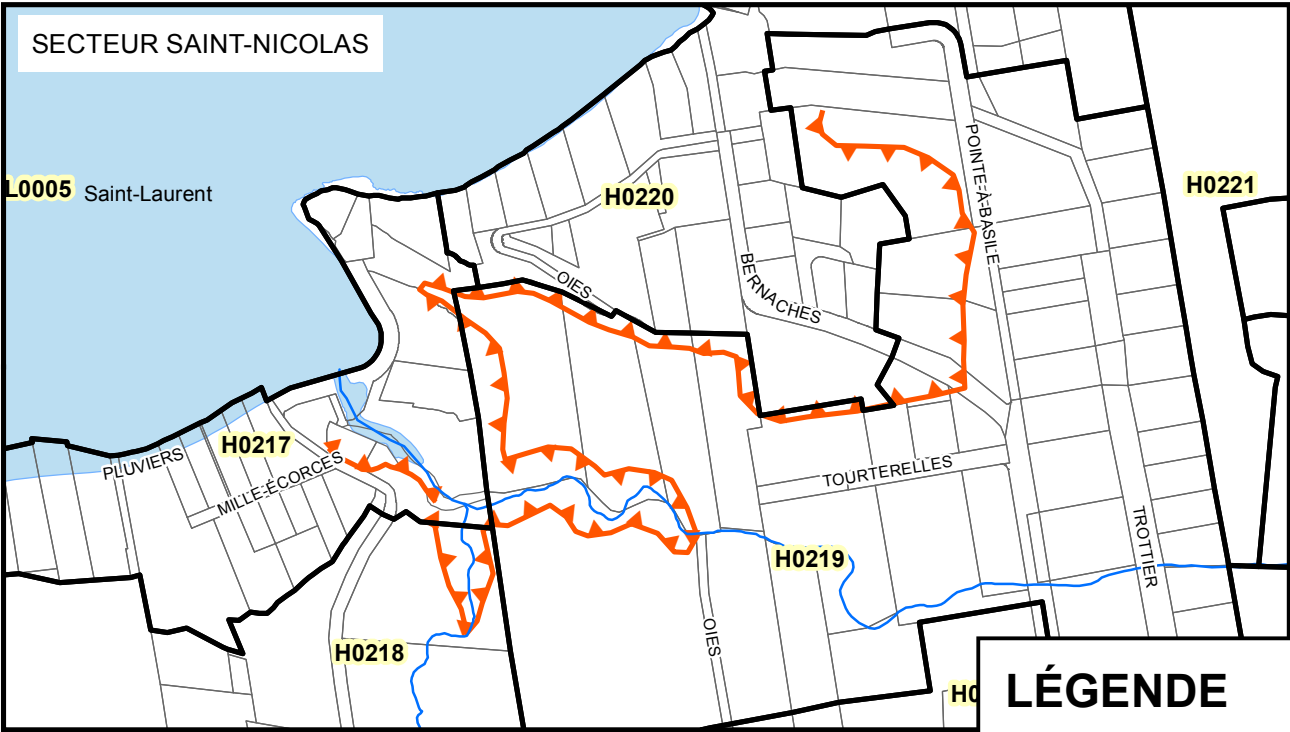 SECTEUR SAINT-NICOLAS
POINTE-À-BASILE
L0005
Saint-Laurent
H0220
H0221
OIES
BERNACHES
H0217
PLUVIERS
MILLE-ÉCORCES
TOURTERELLES
TROTTIER
H0219
OIES
H0218
H0
LÉGENDE